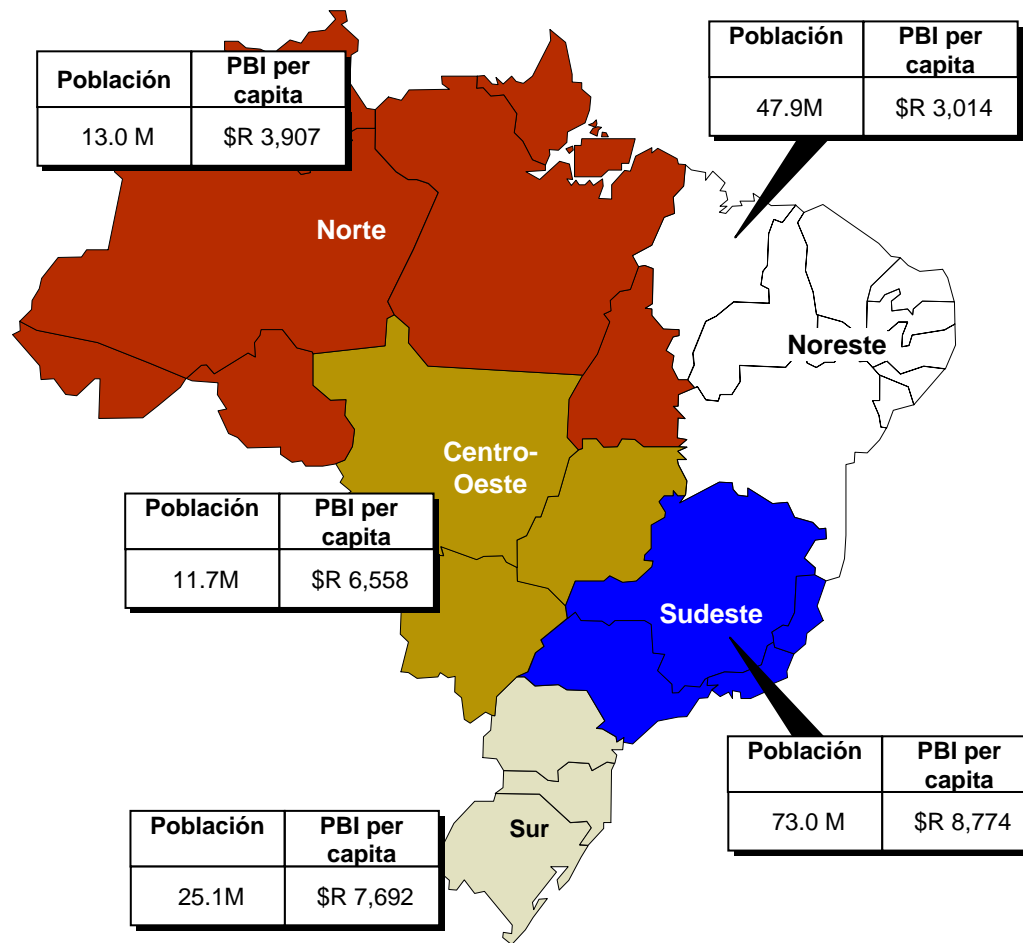 Población PBI per capita
13.0 M $R 3,907
Población PBI per capita
47.9M $R 3,014
Norte
Noreste
Centro-
Oeste
Población PBI per capita
11.7M $R 6,558
Sudeste
Población PBI per capita
73.0 M $R 8,774
Sur
Población PBI per capita
25.1M $R 7,692